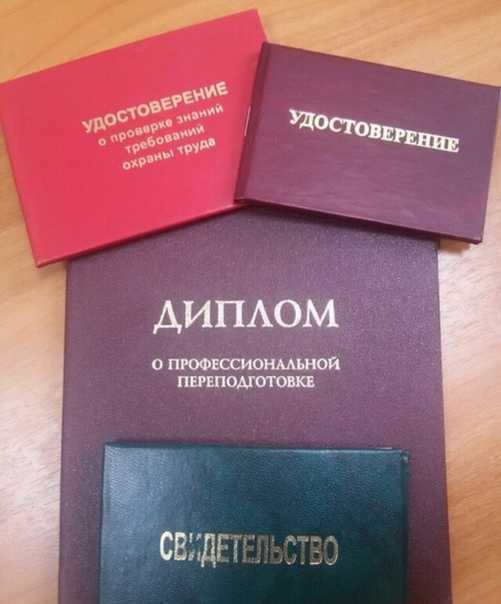 УДОСТОВЕРЕНИЕ
о проверке знаний
требований
охраны труда
УДОСТОВЕРЕНИЕ
ДИПЛОМ
О ПРОФЕССИОНАЛЬНОЙ
ПЕРЕПОДГОТОВКЕ
СВИДЕТЕЛЬСТВО